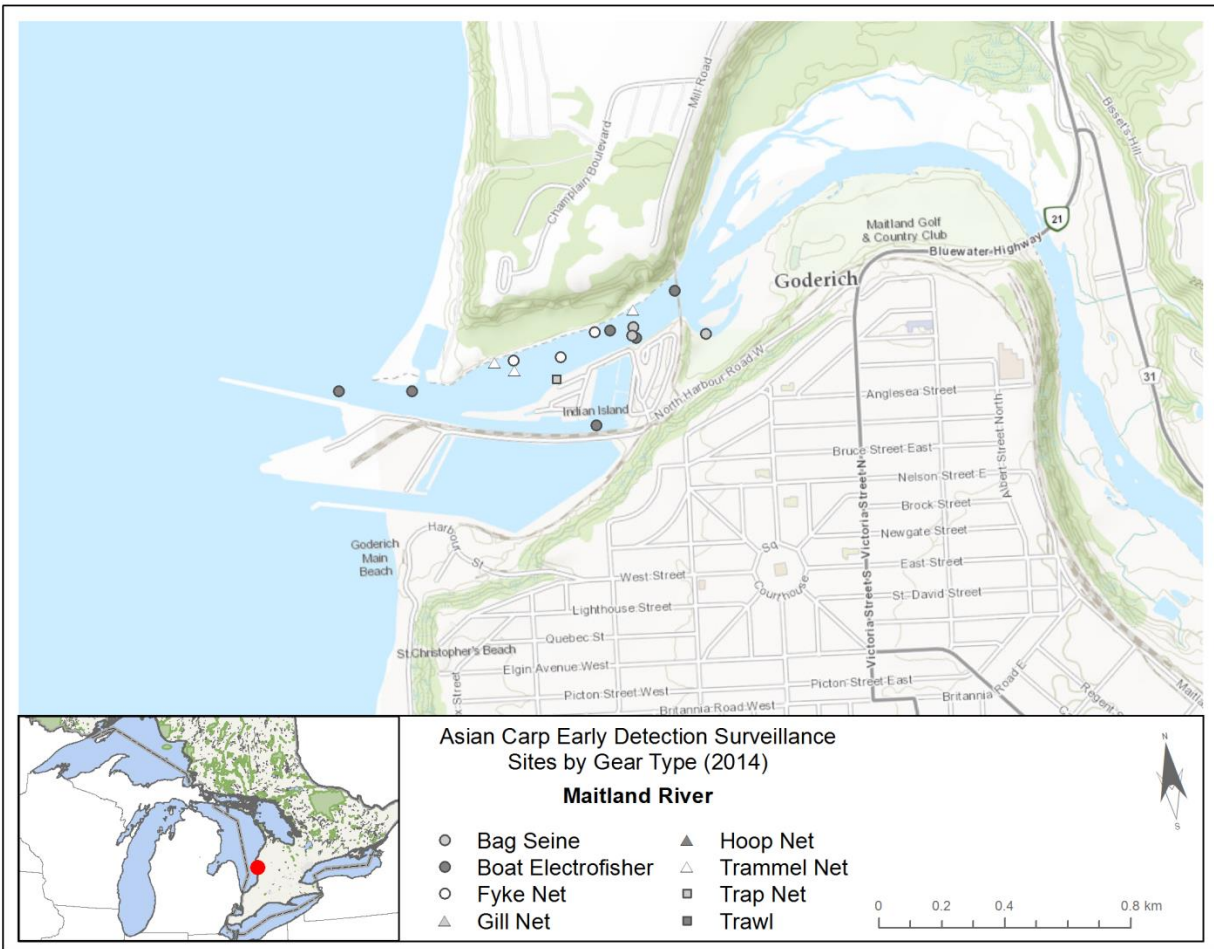 Mill Road
Champlain Boulevard
Bisset's Hill
21
Maitland Golf
& Country Club
Bluewater-Highway
Goderich
31
North Harbour Road W
Anglesea Street
Indian Island
Albert Street North
Bruce Street East
Nelson Street E
Victoria Street N
Brock Street
Newgate Street
Harbour St
Goderich
Main
Beach
Courthouse Sq
East Street
West Street
St-David Street
Lighthouse Street
Victoria Street S
Quebec St
St.Christopher's Beach
Elgin Avenue West
Picton Street East
Picton Street West
Britannia Road E
Britannia Road West
Asian Carp Early Detection Surveillance
Sites by Gear Type (2014)
Maitland River
N
S
Bag Seine
Boat Electrofisher
Fyke Net
Gill Net
Hoop Net
Trammel Net
Trap Net
Trawl
0 0.2 0.4 0.8 km